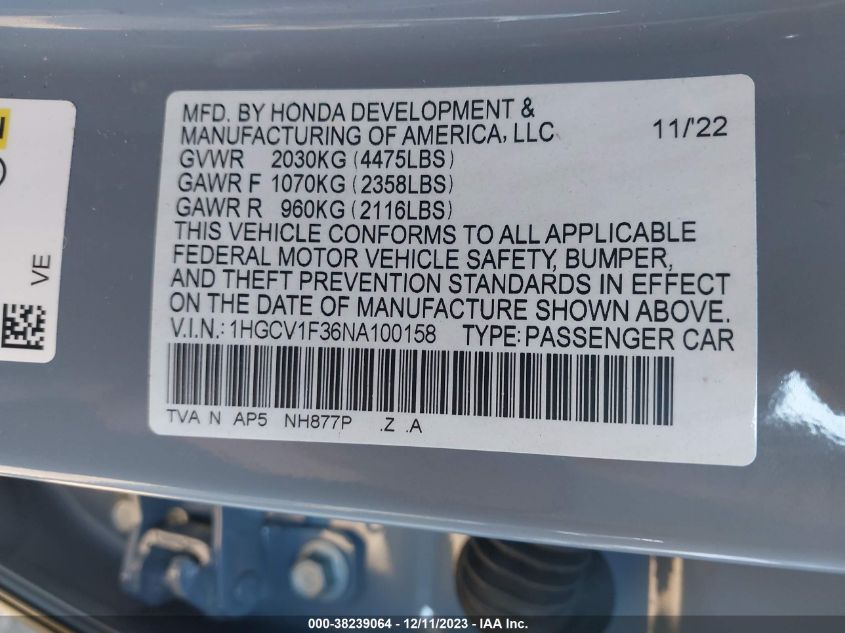 MFD. BY HONDA DEVELOPMENT &
MANUFACTURING OF AMERICA, LLC 11/'22
GVWR 2030KG (4475LBS)
GAWR F 1070KG (2358LBS)
GAWR R 960KG (2116LBS)
THIS VEHICLE CONFORMS TO ALL APPLICABLE
FEDERAL MOTOR VEHICLE SAFETY, BUMPER,
AND THEFT PREVENTION STANDARDS IN EFFECT
ON THE DATE OF MANUFACTURE SHOWN ABOVE.
V.I.N.: 1HGCV1F36NA100158 TYPE: PASSENGER CAR
TVA N AP5 NH877P .Z .A
VE
000-38239064 - 12/11/2023 - IAA Inc.